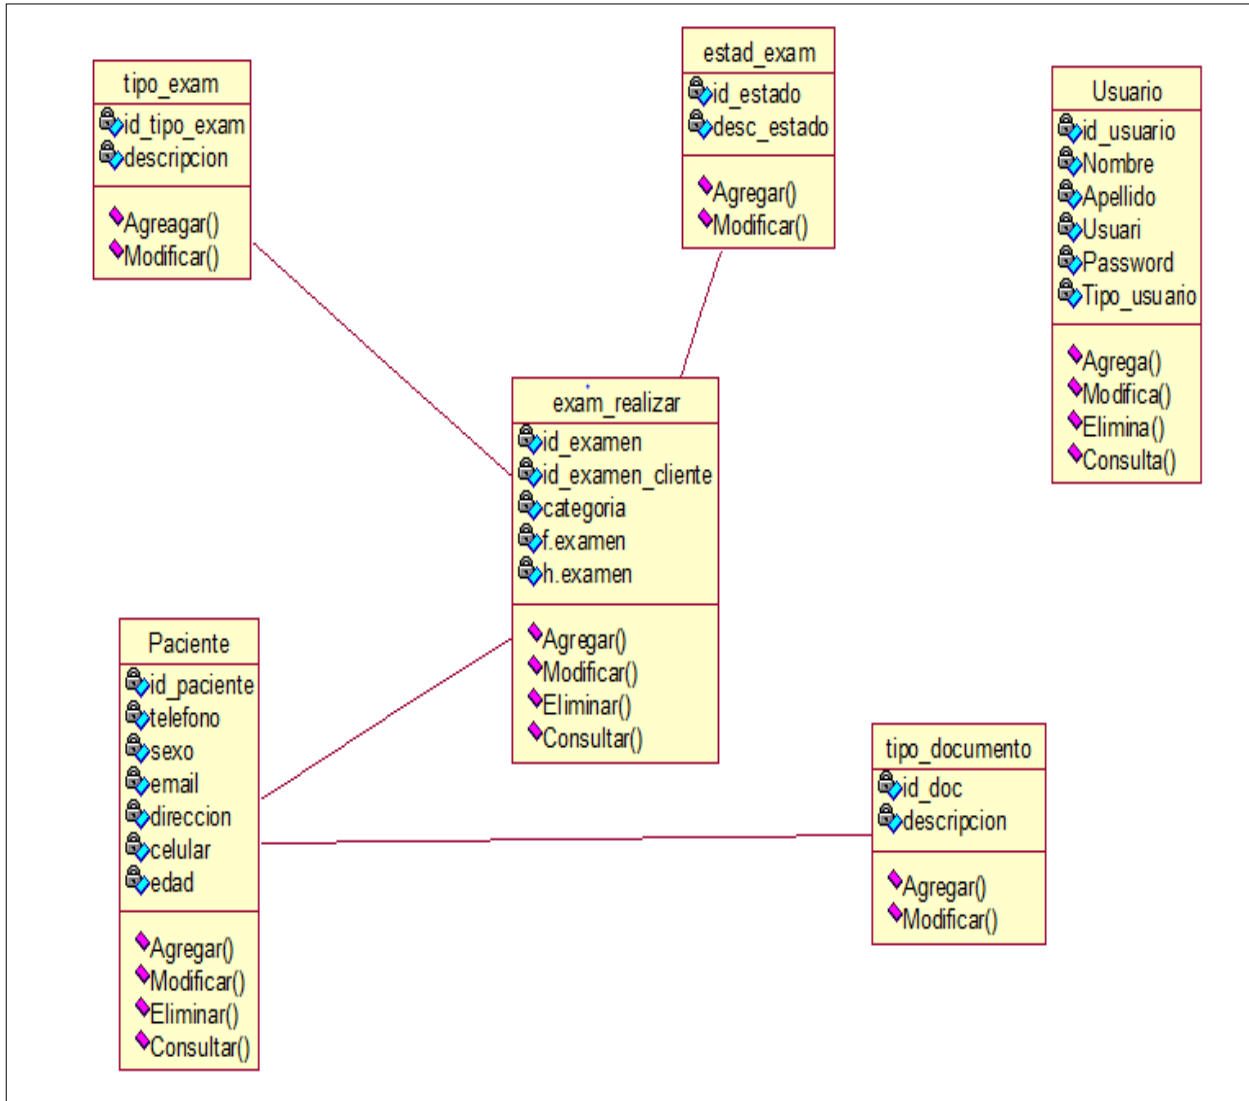 tipo_exam
id_tipo_exam
descripcion
Agreagar()
Modificar()
estad_exam
id_estado
desc_estado
Agregar()
Modificar()
Usuario
id_usuario
Nombre
Apellido
Usuari
Password
Tipo_usuario
Agrega()
Modifica()
Elimina()
Consulta()
exam_realizar
id_examen
id_examen_cliente
categoria
f.examen
h.examen
Agregar()
Modificar()
Eliminar()
Consultar()
Paciente
id_paciente
telefono
sexo
email
direccion
celular
edad
Agregar()
Modificar()
Eliminar()
Consultar()
tipo_documento
id_doc
descripcion
Agregar()
Modificar()